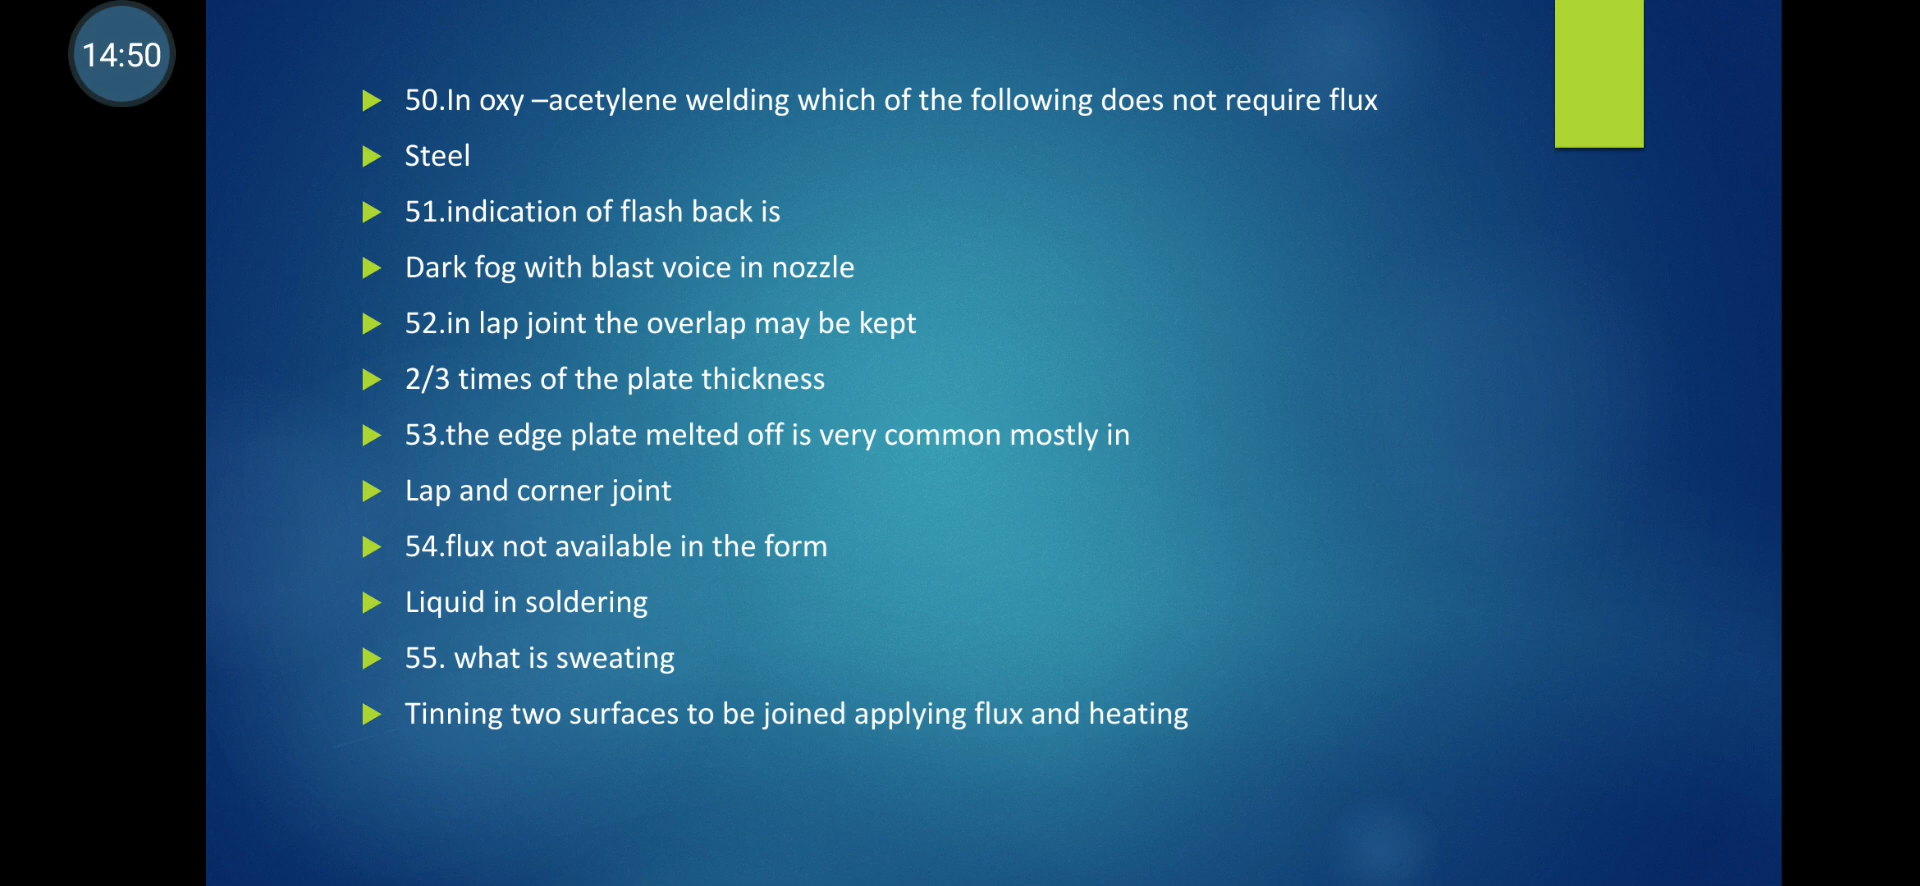 14:50
50.In oxy –acetylene welding which of the following does not require flux
Steel
51.indication of flash back is
Dark fog with blast voice in nozzle
52.in lap joint the overlap may be kept
2/3 times of the plate thickness
53.the edge plate melted off is very common mostly in
Lap and corner joint
54.flux not available in the form
Liquid in soldering
55. what is sweating
Tinning two surfaces to be joined applying flux and heating